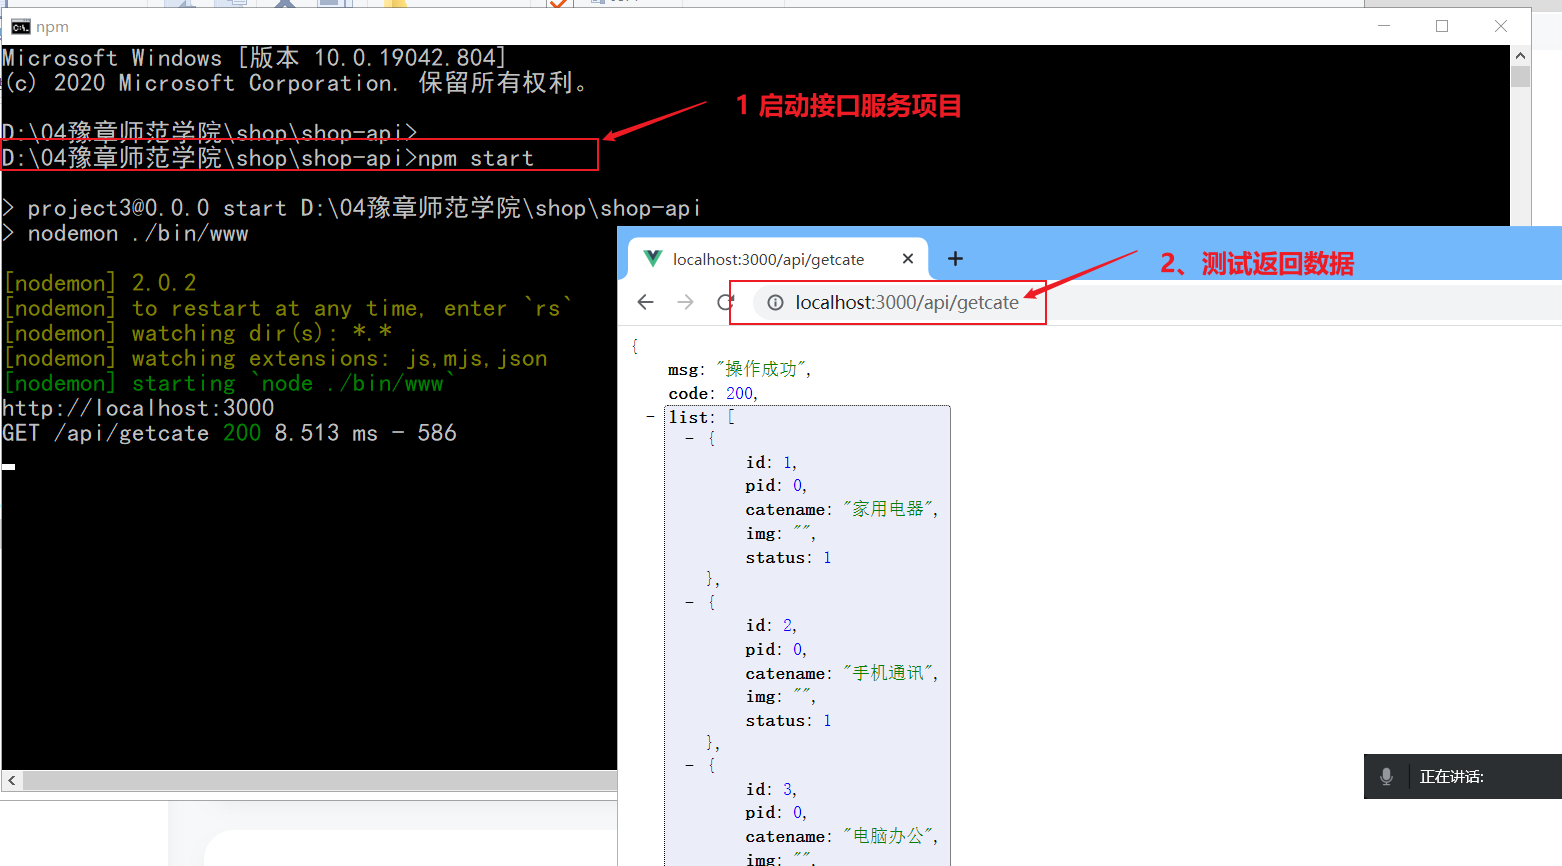 npm
Microsoft Windows [版本 10.0.19042.804]
(c) 2020 Microsoft Corporation. 保留所有权利。
D:\04豫章师范学院\shop\shop-api>
D:\04豫章师范学院\shop\shop-api>npm start
> project3@0.0.0 start D:\04豫章师范学院\shop\shop-api
> nodemon ./bin/www
[nodemon] 2.0.2
[nodemon] to restart at any time, enter `rs`
[nodemon] watching dir(s): *.*
[nodemon] watching extensions: js,mjs,json
[nodemon] starting `node ./bin/www`
http://localhost:3000
GET /api/getcate 200 8.513 ms - 586
1 启动接口服务项目
localhost:3000/api/getcate
2、测试返回数据
localhost:3000/api/getcate
{
msg: "操作成功",
code: 200,
- list: [
- {
id: 1,
pid: 0,
catename: "家用电器",
img: "",
status: 1
},
- {
id: 2,
pid: 0,
catename: "手机通讯",
img: "",
status: 1
},
- {
id: 3,
pid: 0,
catename: "电脑办公",
img: "",
正在讲话: